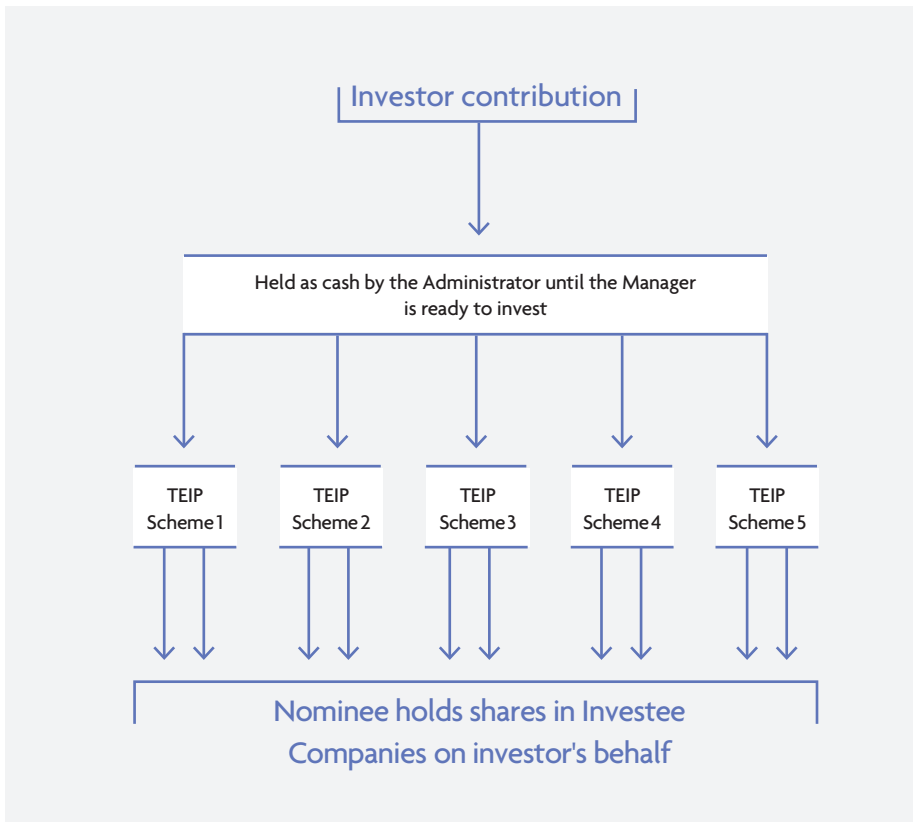 Investor contribution
Held as cash by the Administrator until the Manager
is ready to invest
TEIP
Scheme 1
TEIP
Scheme 2
TEIP
Scheme 3
TEIP
Scheme 4
TEIP
Scheme 5
Nominee holds shares in Investee
Companies on investor's behalf